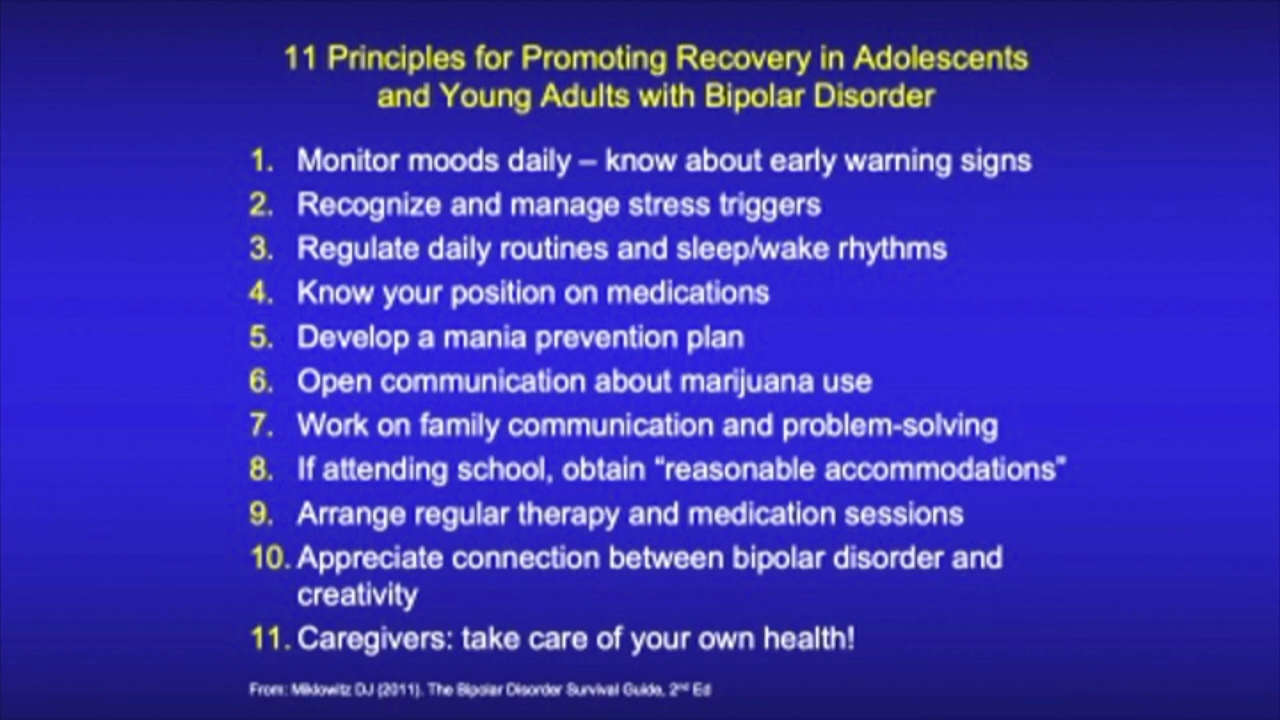 11 Principles for Promoting Recovery in Adolescents
and Young Adults with Bipolar Disorder
1. Monitor moods daily – know about early warning signs
2. Recognize and manage stress triggers
3. Regulate daily routines and sleep/wake rhythms
4. Know your position on medications
5. Develop a mania prevention plan
6. Open communication about marijuana use
7. Work on family communication and problem-solving
8. If attending school, obtain “reasonable accommodations”
9. Arrange regular therapy and medication sessions
10. Appreciate connection between bipolar disorder and
creativity
11. Caregivers: take care of your own health!
From: Miklowitz DJ (2011). The Bipolar Disorder Survival Guide, 2nd Ed